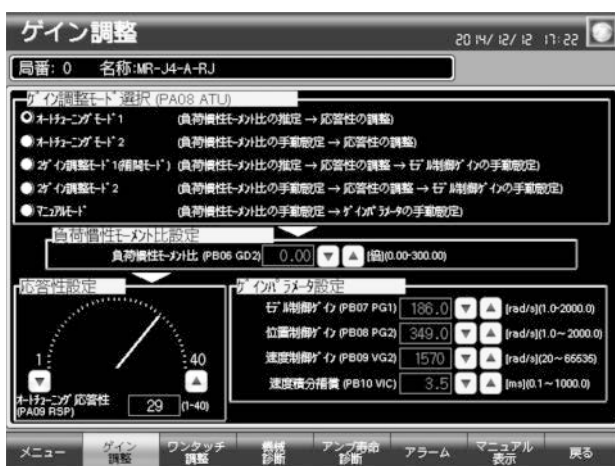 ゲイン調整
2014/12/12 17:22
局番: 0 名称:MR-J4-A-RJ
ｹﾞｲﾝ調整ﾓｰﾄﾞ選択 (PA08 ATU)
ｵｰﾄﾁｭｰﾆﾝｸﾞﾓｰﾄﾞ1 (負荷慣性ﾓｰﾒﾝﾄ比の推定 → 応答性の調整)
ｵｰﾄﾁｭｰﾆﾝｸﾞﾓｰﾄﾞ2 (負荷慣性ﾓｰﾒﾝﾄ比の手動設定 → 応答性の調整)
2ｹﾞｲﾝ調整ﾓｰﾄﾞ1(補間ﾓｰﾄﾞ) (負荷慣性ﾓｰﾒﾝﾄ比の推定 → 応答性の調整 → ﾓﾃﾞﾙ制御ｹﾞｲﾝの手動設定)
2ｹﾞｲﾝ調整ﾓｰﾄﾞ2 (負荷慣性ﾓｰﾒﾝﾄ比の手動設定 → 応答性の調整 → ﾓﾃﾞﾙ制御ｹﾞｲﾝの手動設定)
ﾏﾆｭｱﾙﾓｰﾄﾞ (負荷慣性ﾓｰﾒﾝﾄ比の手動設定 → ｹﾞｲﾝﾊﾟﾗﾒｰﾀの手動設定)
負荷慣性ﾓｰﾒﾝﾄ比設定
負荷慣性ﾓｰﾒﾝﾄ比 (PB06 GD2) 0.00 [倍](0.00-300.00)
応答性設定
1 40
ｵｰﾄﾁｭｰﾆﾝｸﾞ応答性
(PA09 RSP) 29 (1-40)
ｹﾞｲﾝﾊﾟﾗﾒｰﾀ設定
ﾓﾃﾞﾙ制御ｹﾞｲﾝ (PB07 PG1) 186.0 [rad/s](1.0-2000.0)
位置制御ｹﾞｲﾝ (PB08 PG2) 349.0 [rad/s](1.0～2000.0)
速度制御ｹﾞｲﾝ (PB09 VG2) 1570 [rad/s](20～65535)
速度積分補償 (PB10 VIC) 3.5 [ms](0.1～1000.0)
メニュー ゲイン調整 ワンタッチ調整 機械診断 アンプ寿命診断 アラーム マニュアル表示 戻る